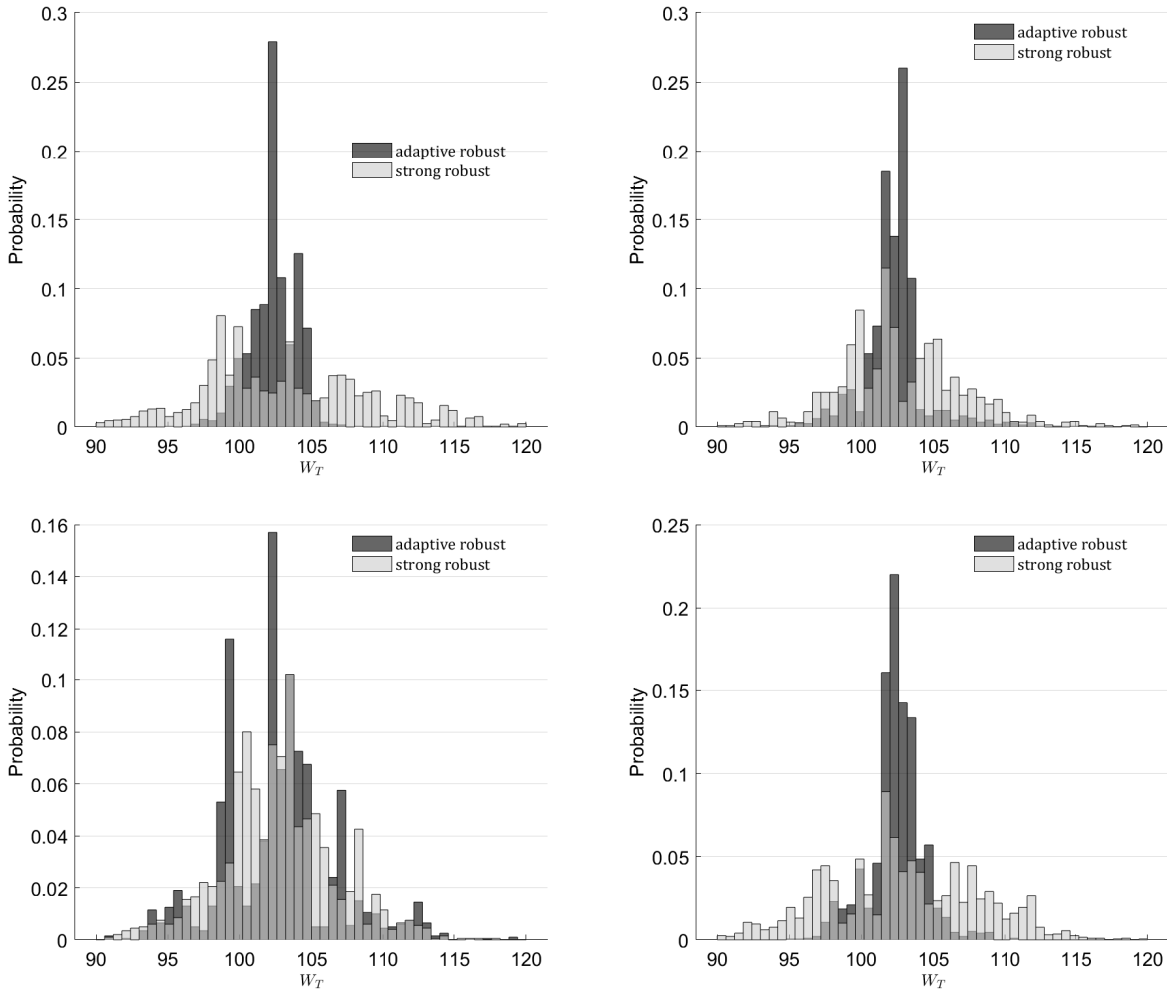 0.3
0.25
0.2
0.15
0.1
0.05
0
Probability
adaptive robust
strong robust
90 95 100 105 110 115 120
W_T
0.3
0.25
0.2
0.15
0.1
0.05
0
Probability
adaptive robust
strong robust
90 95 100 105 110 115 120
W_T
0.16
0.14
0.12
0.1
0.08
0.06
0.04
0.02
0
Probability
adaptive robust
strong robust
90 95 100 105 110 115 120
W_T
0.25
0.2
0.15
0.1
0.05
0
Probability
adaptive robust
strong robust
90 95 100 105 110 115 120
W_T